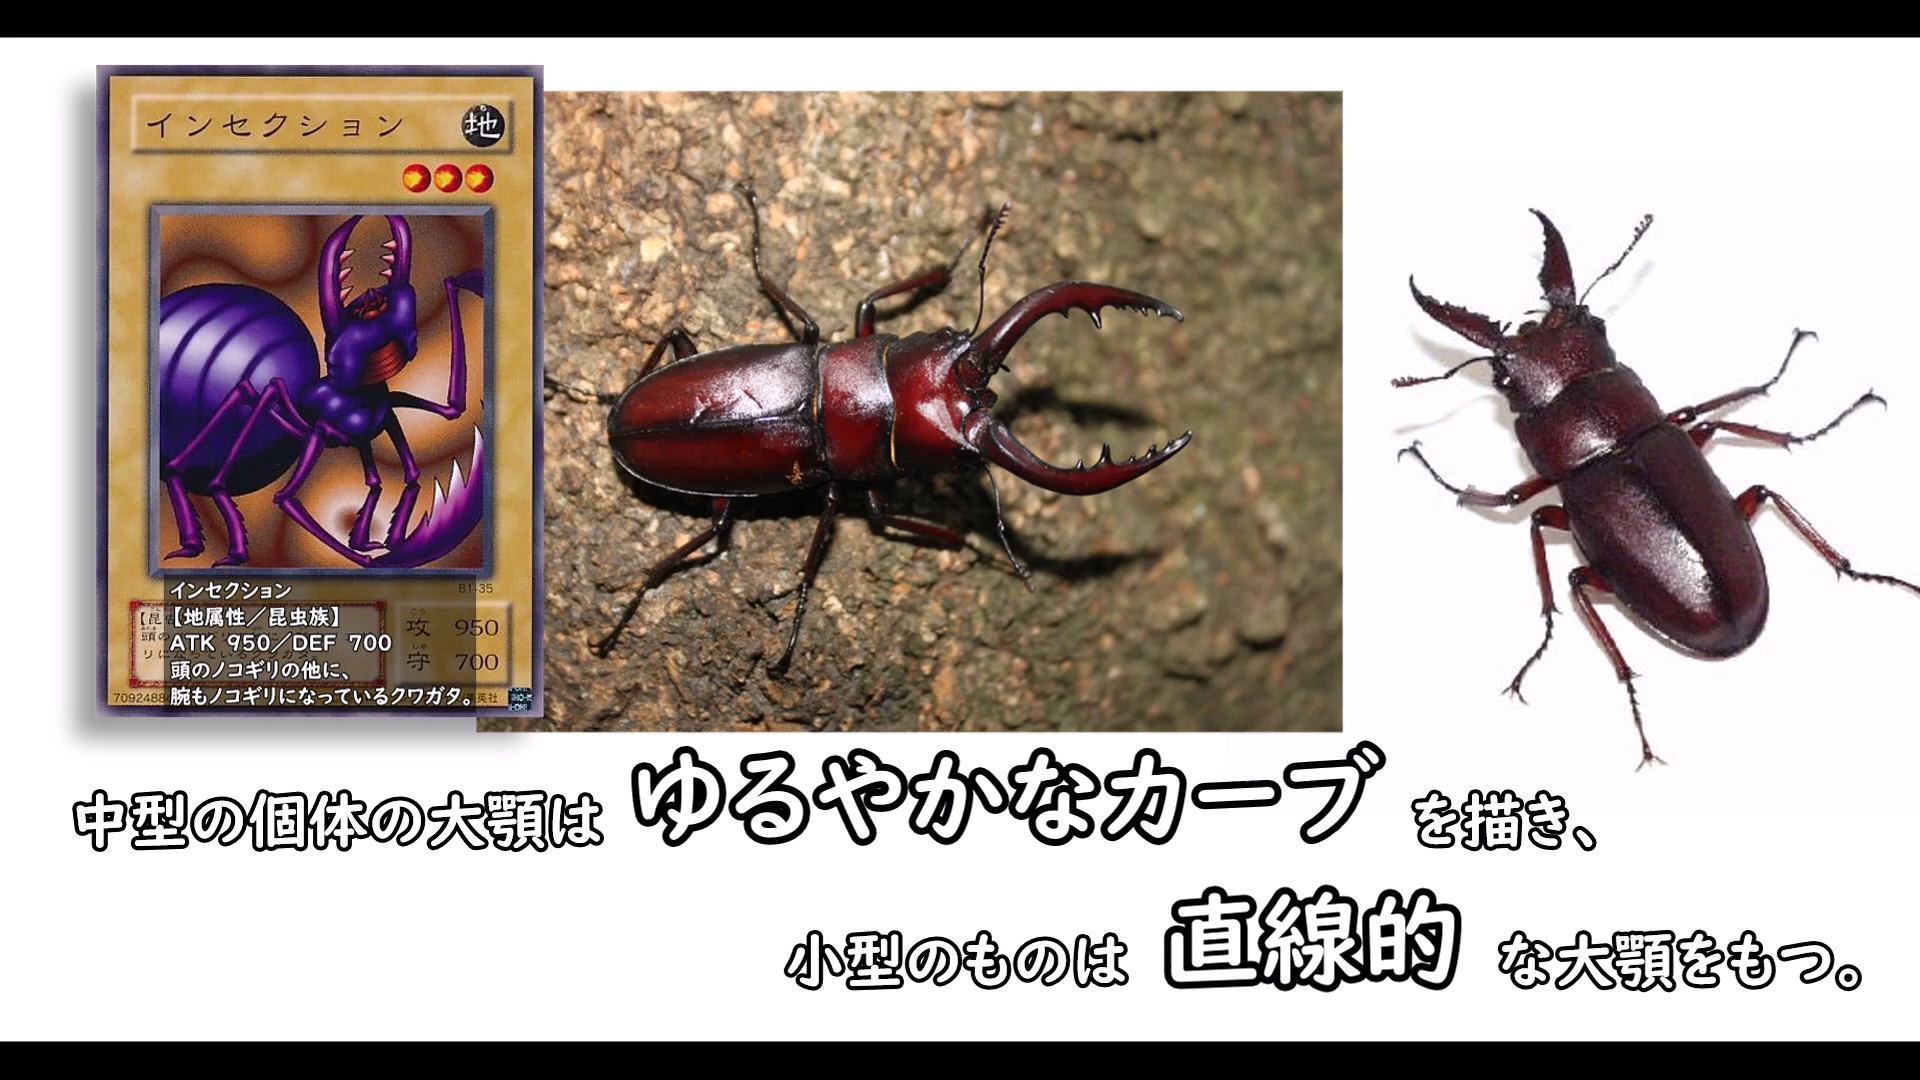 インセクション
地
B1-35
インセクション
【地属性／昆虫族】
ATK 950／DEF 700
頭のノコギリの他に、
腕もノコギリになっているクワガタ。
攻 950
守 700
中型の個体の大顎は ゆるやかなカーブ を描き、
小型のものは 直線的 な大顎をもつ。